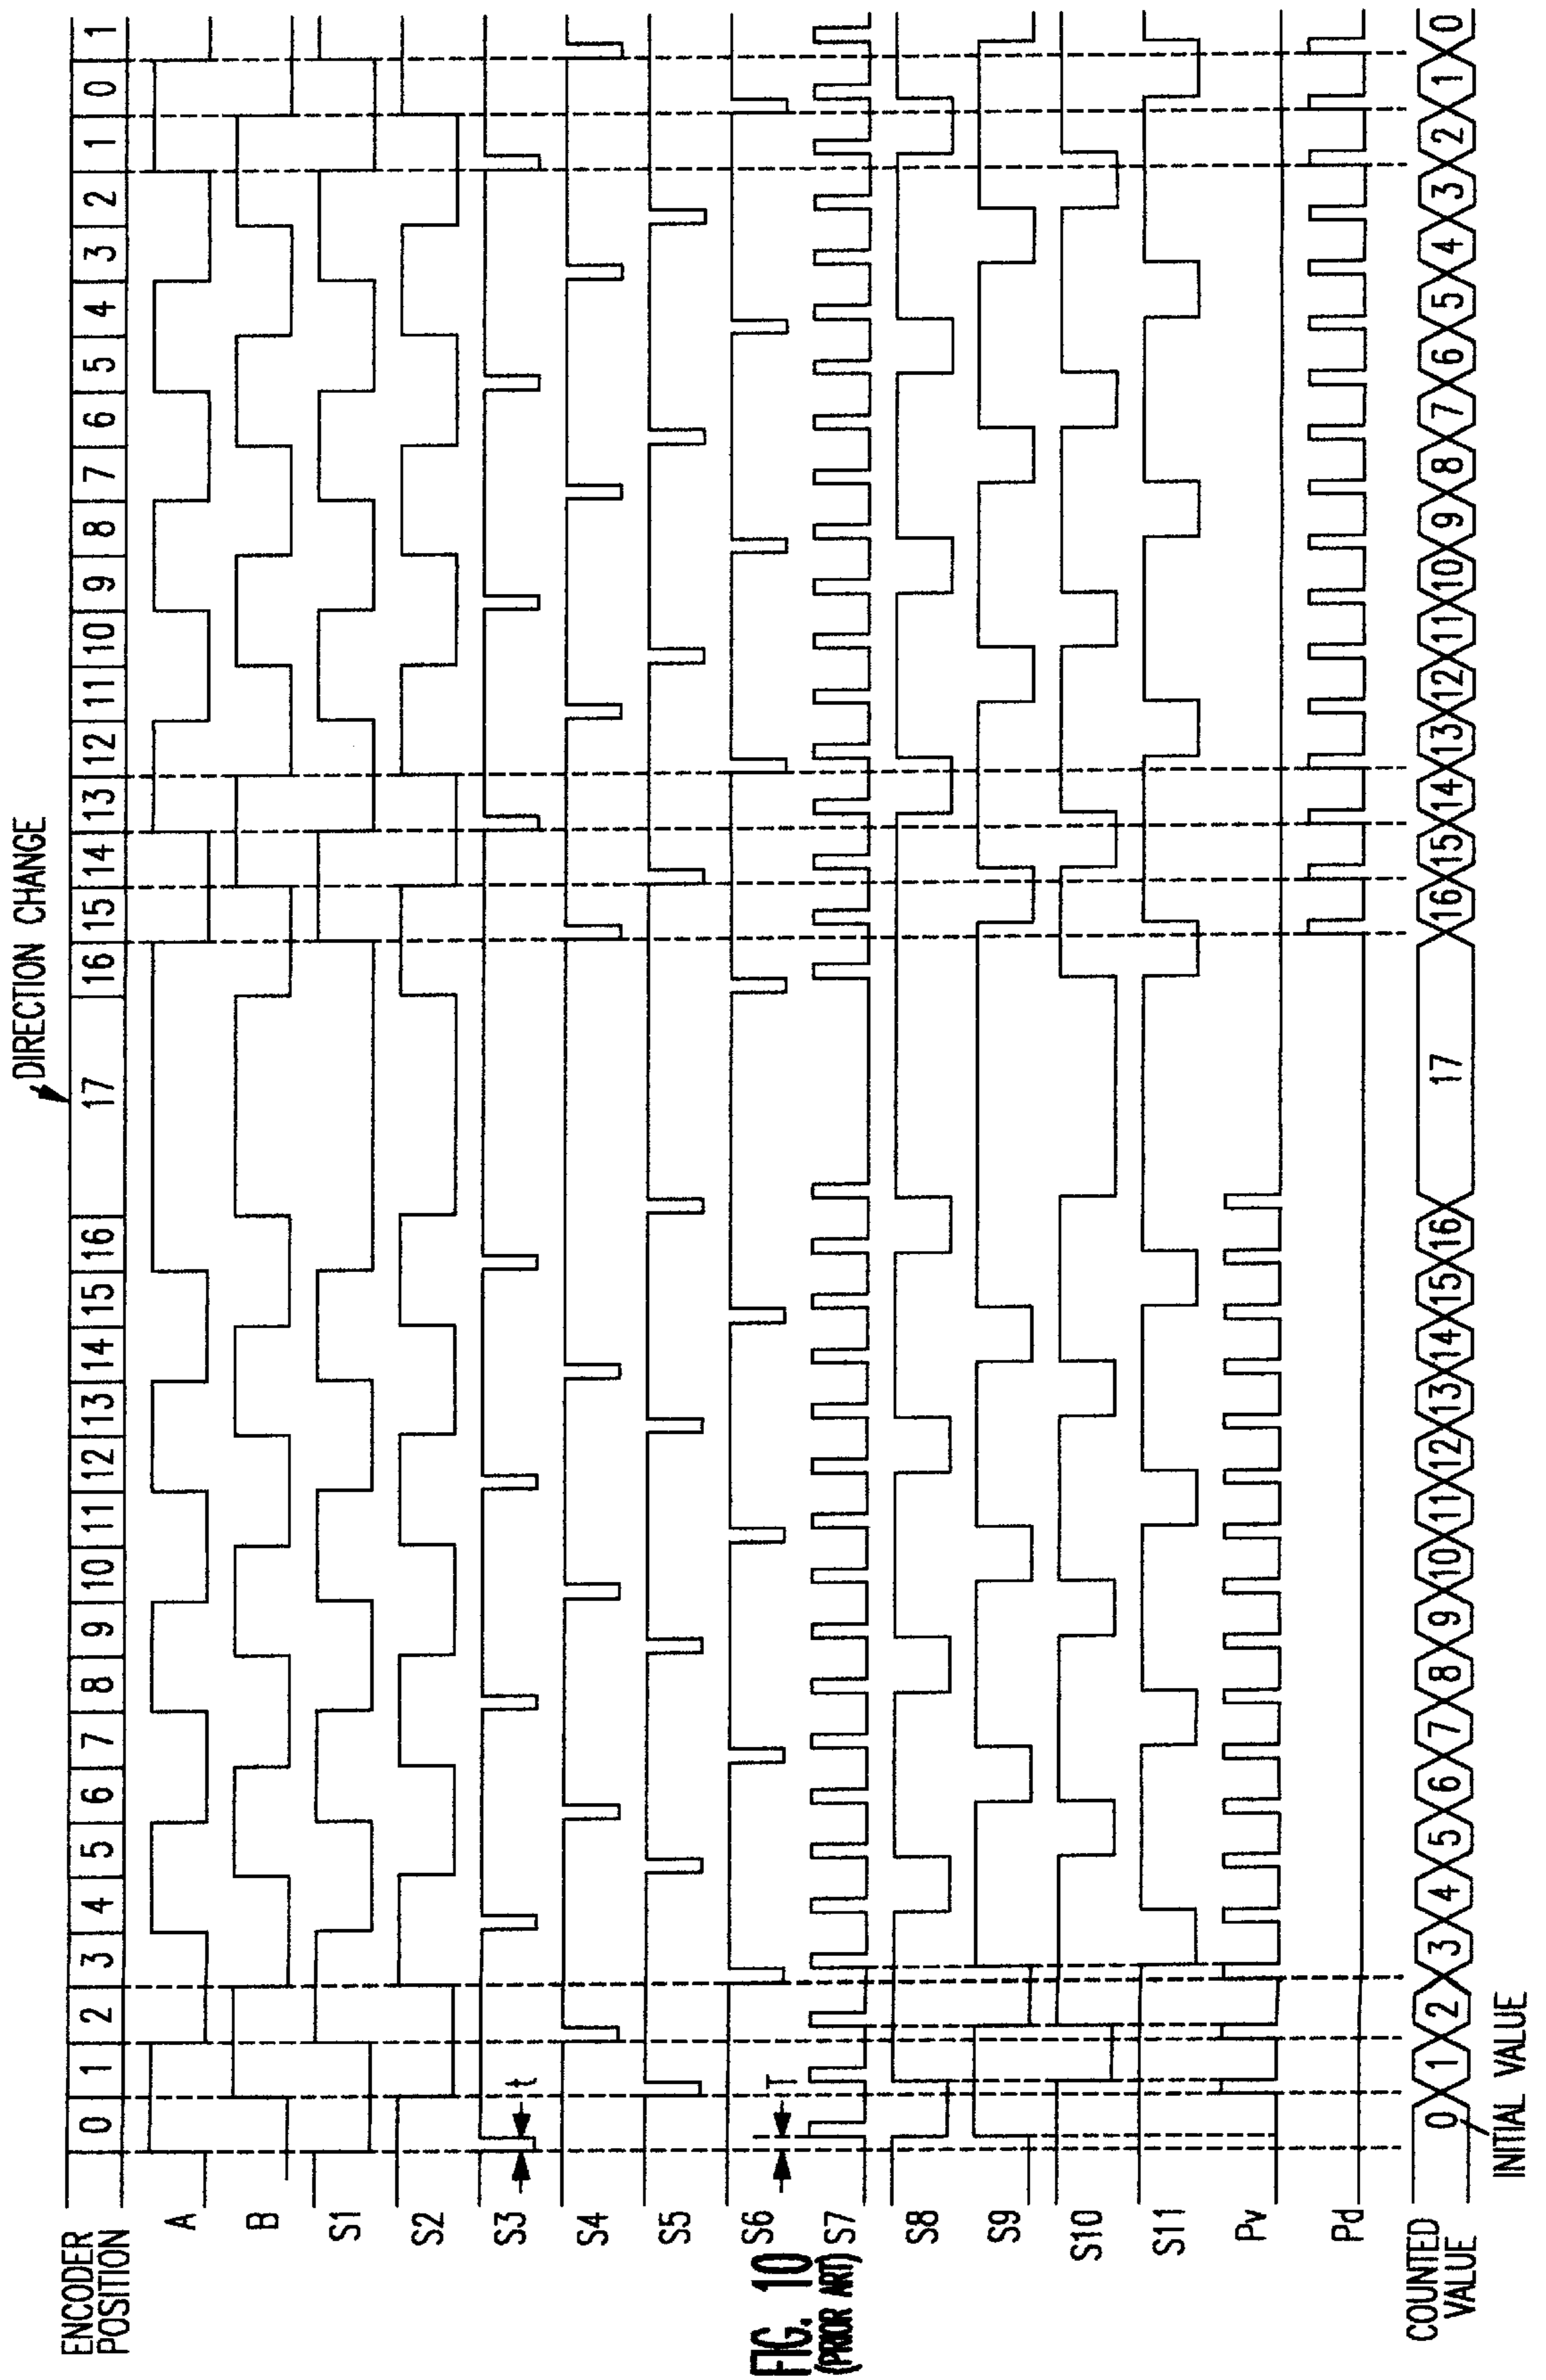 DIRECTION CHANGE
ENCODER
POSITION
0 1 2 3 4 5 6 7 8 9 10 11 12 13 14 15 16 17 16 15 14 13 12 11 10 9 8 7 6 5 4 3 2 1 0 1
A
B
S1
S2
S3
t
S4
S5
S6
T
S7
S8
S9
S10
S11
Pv
Pd
COUNTED
VALUE
0 1 2 3 4 5 6 7 8 9 10 11 12 13 14 15 16 17 16 15 14 13 12 11 10 9 8 7 6 5 4 3 2 1 0
INITIAL VALUE
FIG. 10
(PRIOR ART)